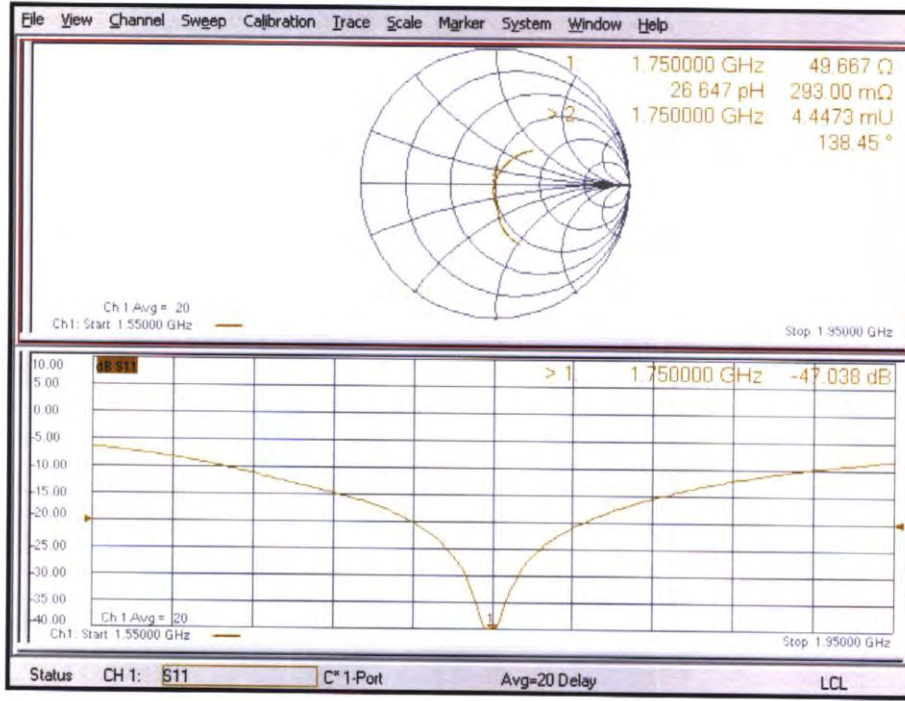 File View Channel Sweep Calibration Trace Scale Marker System Window Help
1 1.750000 GHz 49.667 Ω
26.647 pH 293.00 mΩ
> 2 1.750000 GHz 4.4473 mU
138.45 °
Ch 1 Avg = 20
Ch1: Start 1.55000 GHz
Stop 1.95000 GHz
10.00
dB S11
> 1 1.750000 GHz -47.038 dB
5.00
0.00
-5.00
-10.00
-15.00
-20.00
-25.00
-30.00
-35.00
-40.00
1
Ch 1 Avg = 20
Ch1: Start 1.55000 GHz
Stop 1.95000 GHz
Status CH 1: S11 C* 1-Port Avg=20 Delay LCL